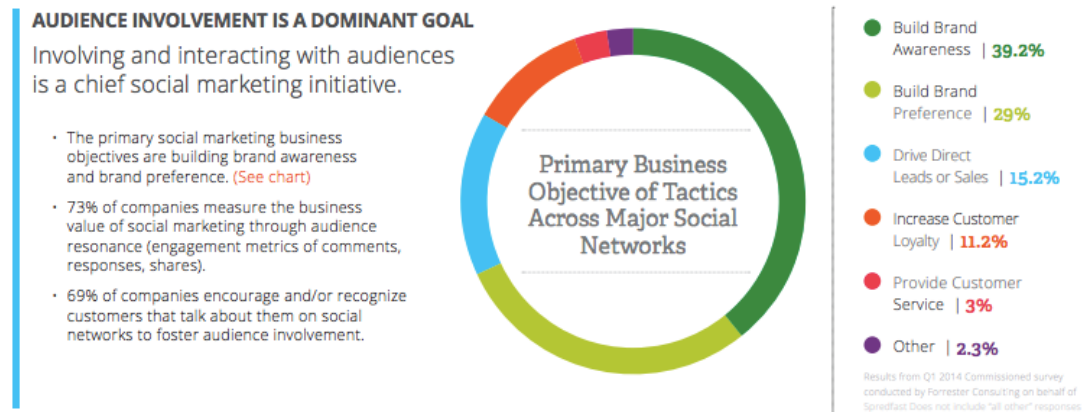 AUDIENCE INVOLVEMENT IS A DOMINANT GOAL
Involving and interacting with audiences
is a chief social marketing initiative.
• The primary social marketing business
objectives are building brand awareness
and brand preference. (See chart)
• 73% of companies measure the business
value of social marketing through audience
resonance (engagement metrics of comments,
responses, shares).
• 69% of companies encourage and/or recognize
customers that talk about them on social
networks to foster audience involvement.
Primary Business
Objective of Tactics
Across Major Social
Networks
Build Brand
Awareness | 39.2%
Build Brand
Preference | 29%
Drive Direct
Leads or Sales | 15.2%
Increase Customer
Loyalty | 11.2%
Provide Customer
Service | 3%
Other | 2.3%
Results from Q1 2014 Commissioned survey
conducted by Forrester Consulting on behalf of
Spredfast Does not include "all other" responses